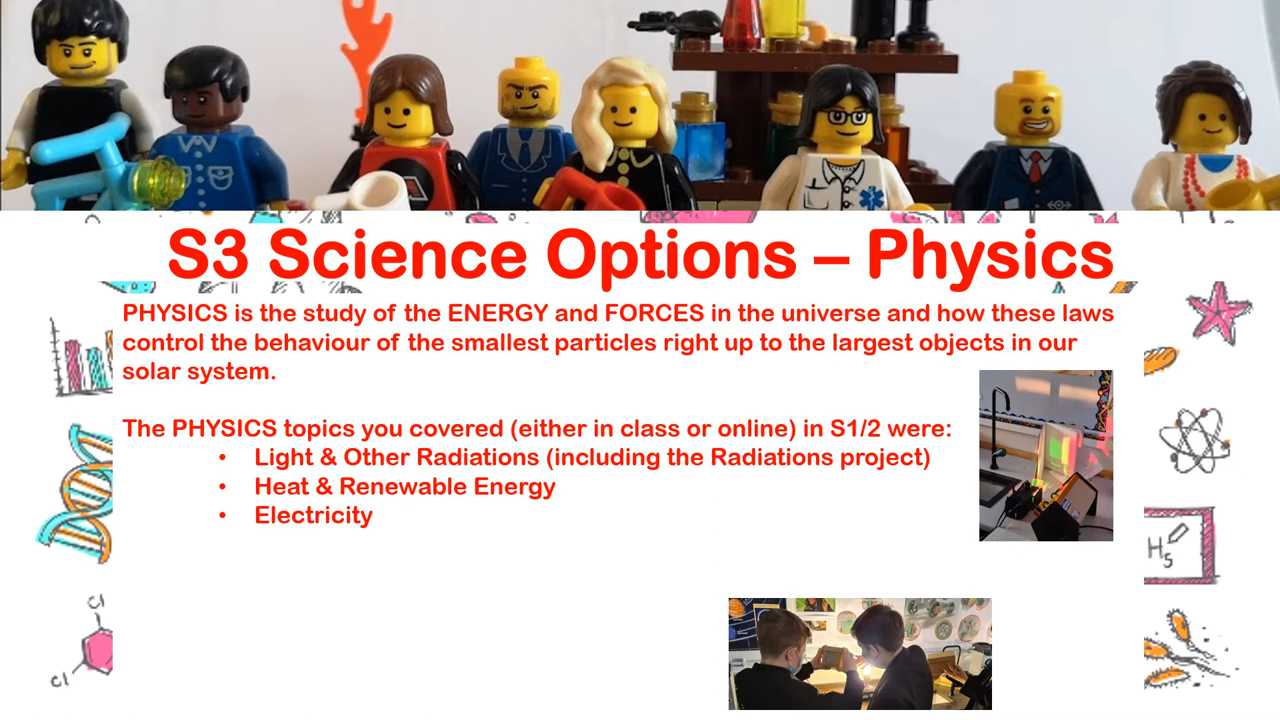 S3 Science Options – Physics
PHYSICS is the study of the ENERGY and FORCES in the universe and how these laws
control the behaviour of the smallest particles right up to the largest objects in our
solar system.
The PHYSICS topics you covered (either in class or online) in S1/2 were:
• Light & Other Radiations (including the Radiations project)
• Heat & Renewable Energy
• Electricity
H5
Cl
Cl